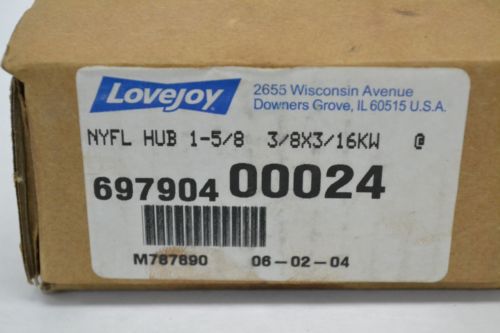 Lovejoy
2655 Wisconsin Avenue
Downers Grove, IL 60515 U.S.A.
NYFL HUB 1-5/8 3/8X3/16KW @
697904 00024
M787890 06-02-04